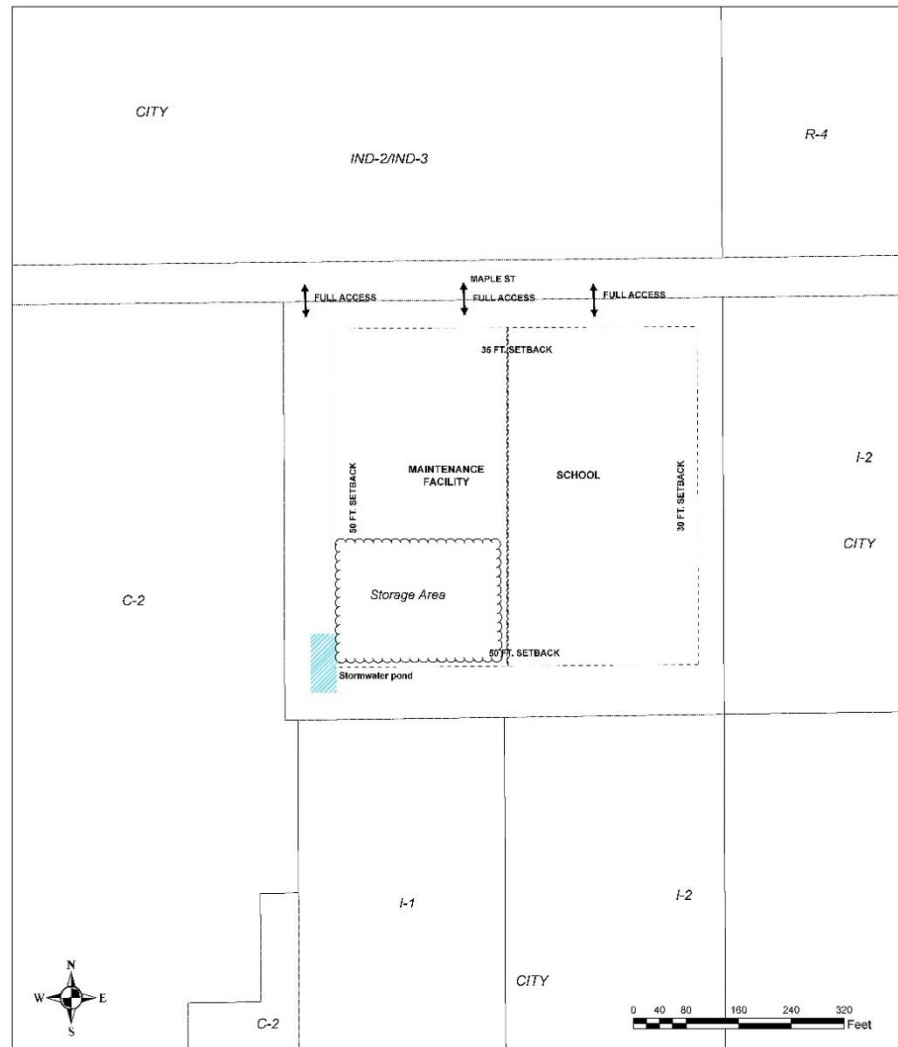 CITY
R-4
IND-2/IND-3
MAPLE ST
FULL ACCESS
FULL ACCESS
FULL ACCESS
35 FT. SETBACK
I-2
MAINTENANCE
FACILITY
SCHOOL
50 FT. SETBACK
30 FT. SETBACK
CITY
C-2
Storage Area
50 FT. SETBACK
Stormwater pond
I-1
I-2
CITY
C-2
N
W
E
S
0 40 80 160 240 320
Feet